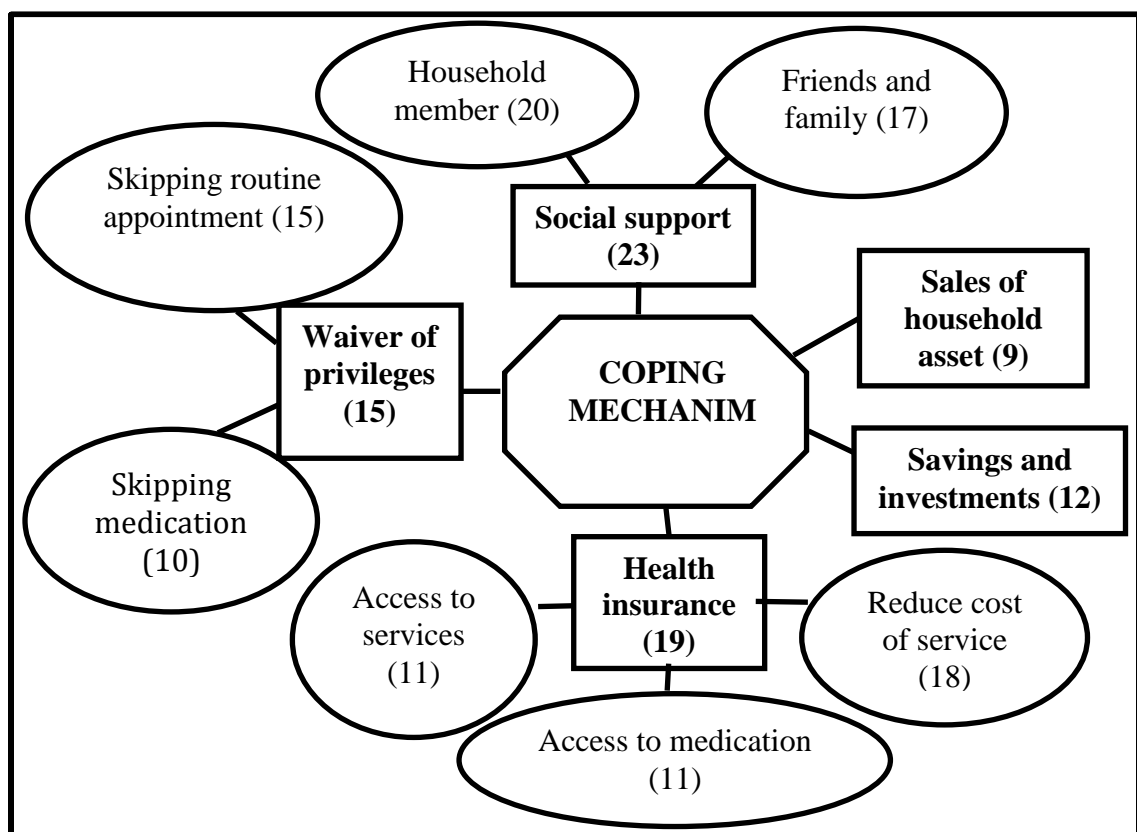 Household
member (20)
Friends and
family (17)
Skipping routine
appointment (15)
Social support
(23)
Sales of
household
asset (9)
Waiver of
privileges
(15)
COPING
MECHANIM
Savings and
investments (12)
Skipping
medication
(10)
Health
insurance
(19)
Access to
services
(11)
Reduce cost
of service
(18)
Access to medication
(11)